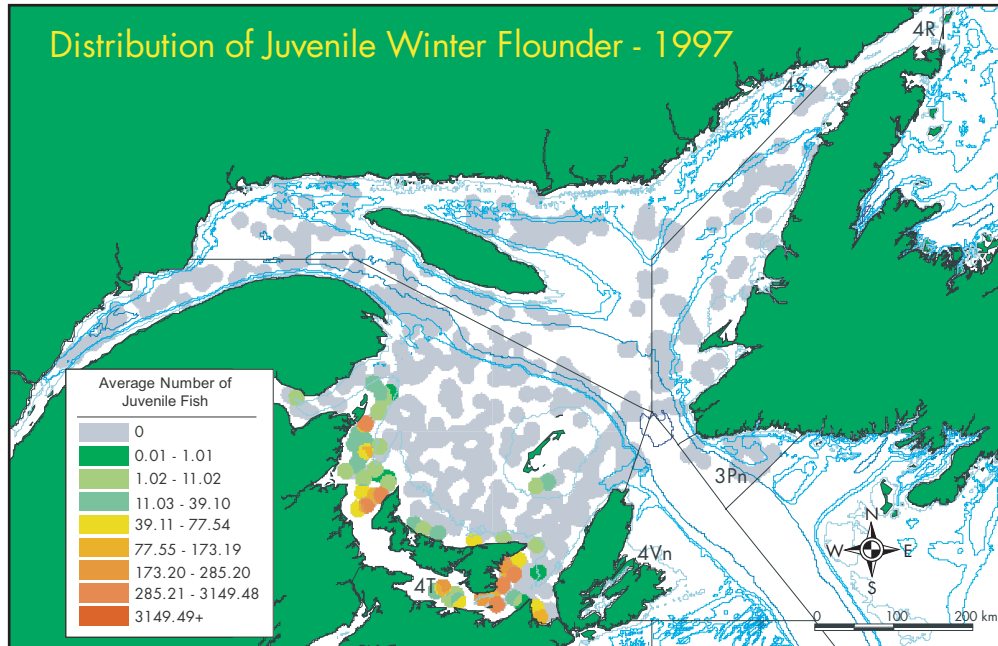 Distribution of Juvenile Winter Flounder - 1997
4R
4S
Average Number of
Juvenile Fish
0
0.01 - 1.01
1.02 - 11.02
11.03 - 39.10
39.11 - 77.54
77.55 - 173.19
173.20 - 285.20
285.21 - 3149.48
3149.49+
3Pn
4Vn
4T
N
W E
S
0 100 200 km